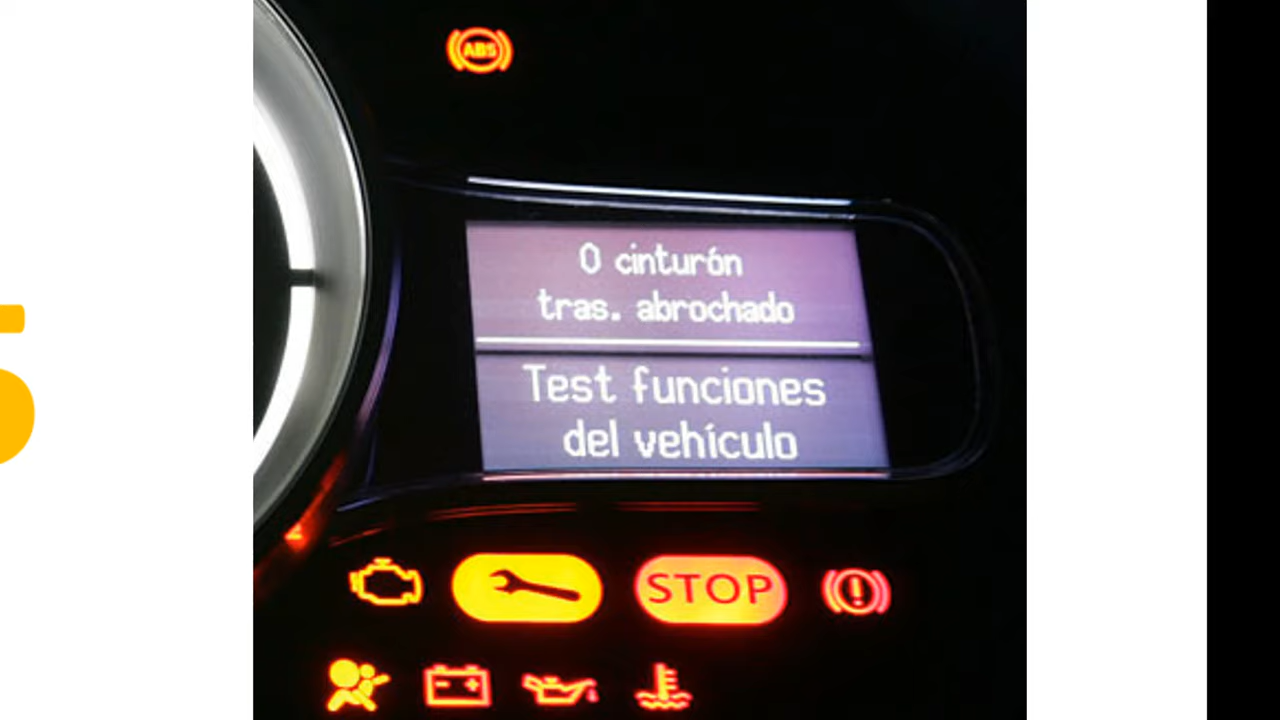 ABS
0 cinturón
tras. abrochado
Test funciones
del vehículo
STOP